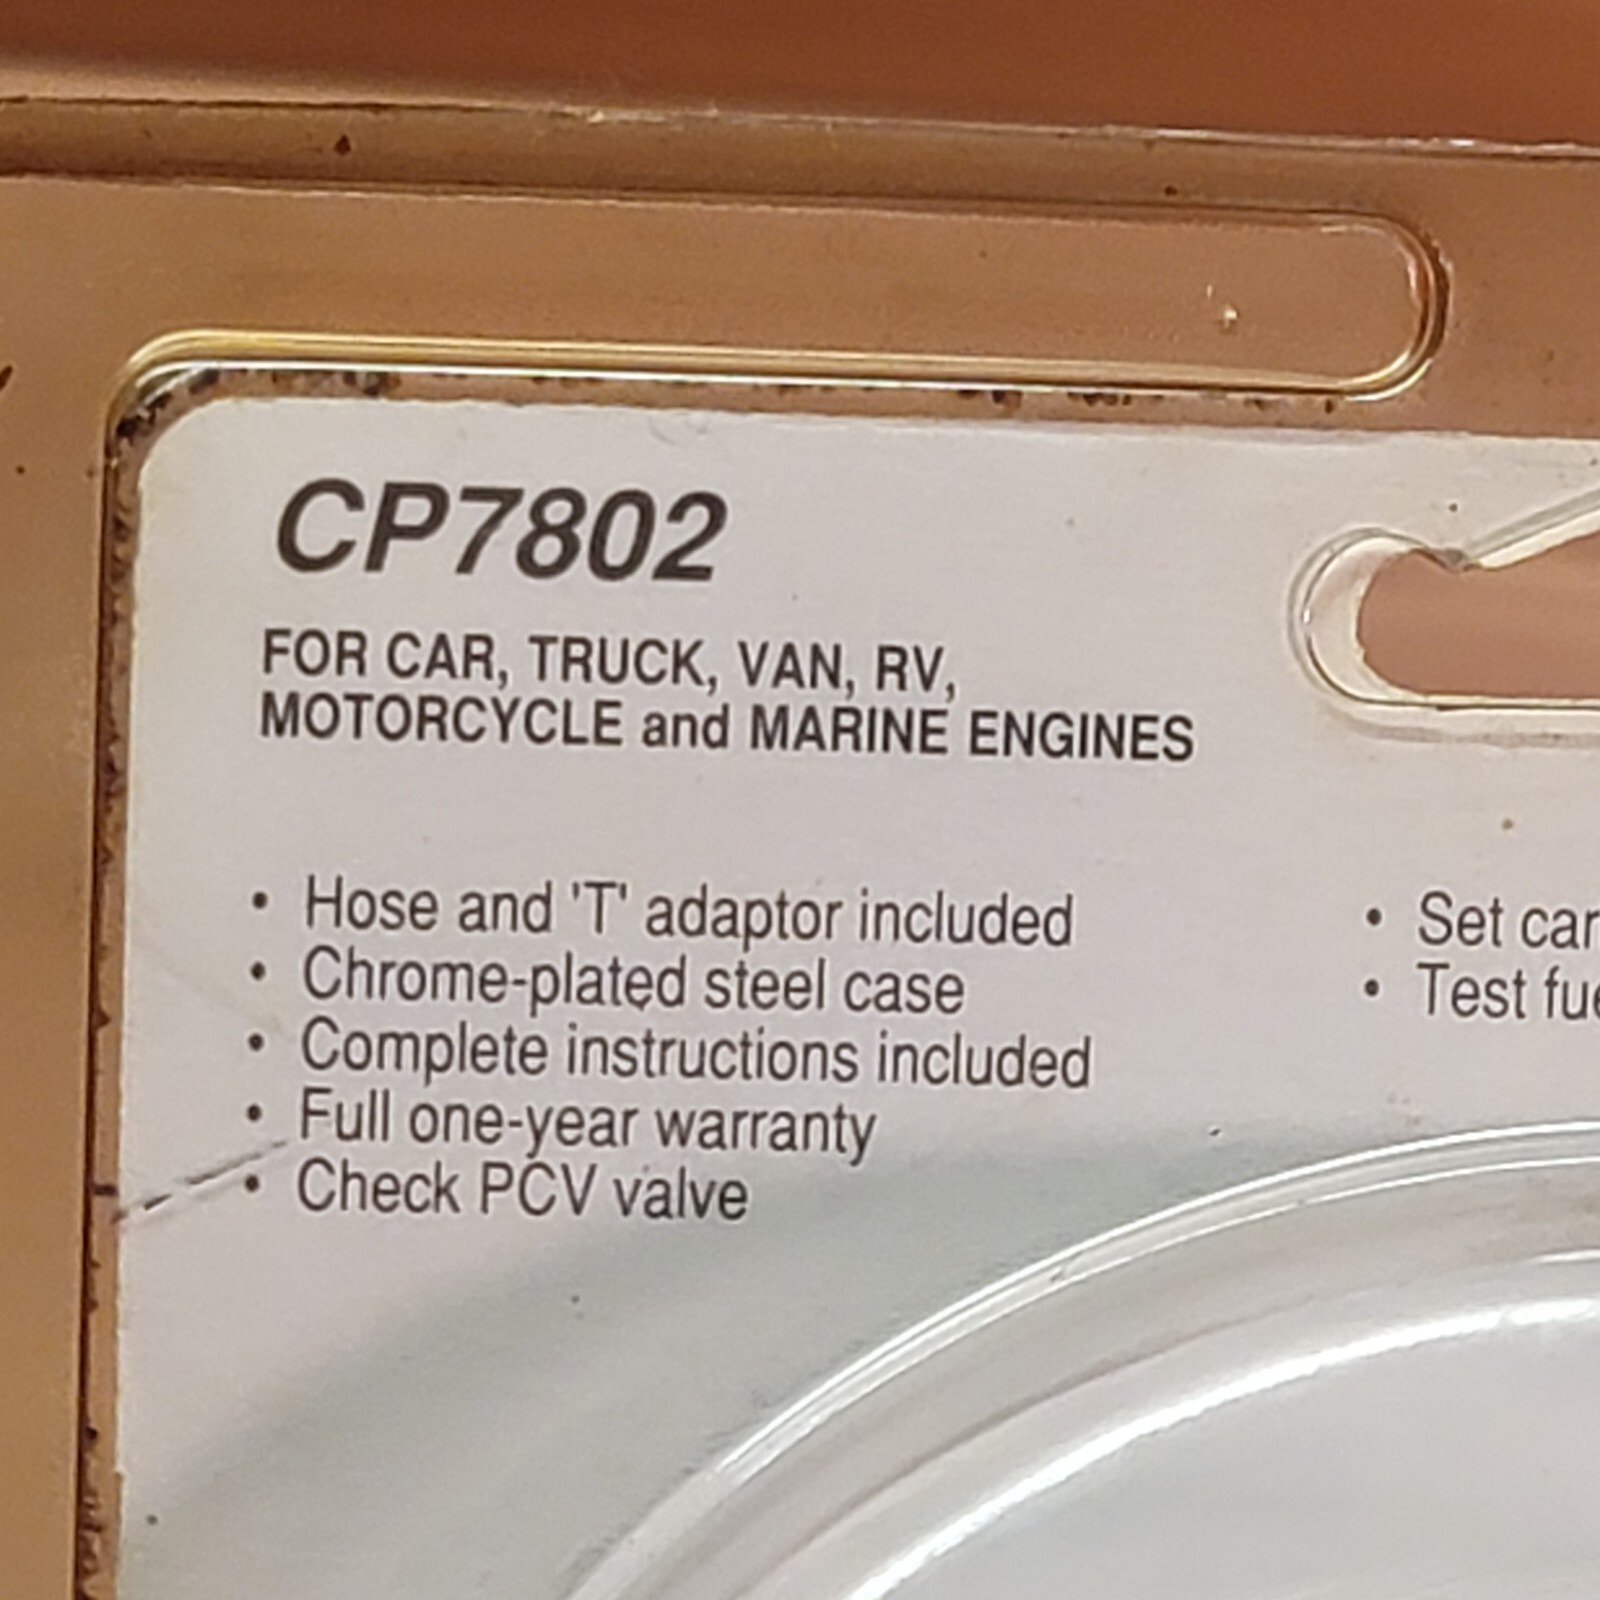 CP7802
FOR CAR, TRUCK, VAN, RV,
MOTORCYCLE and MARINE ENGINES
• Hose and 'T' adaptor included
• Chrome-plated steel case
• Complete instructions included
• Full one-year warranty
• Check PCV valve
• Set
• Test